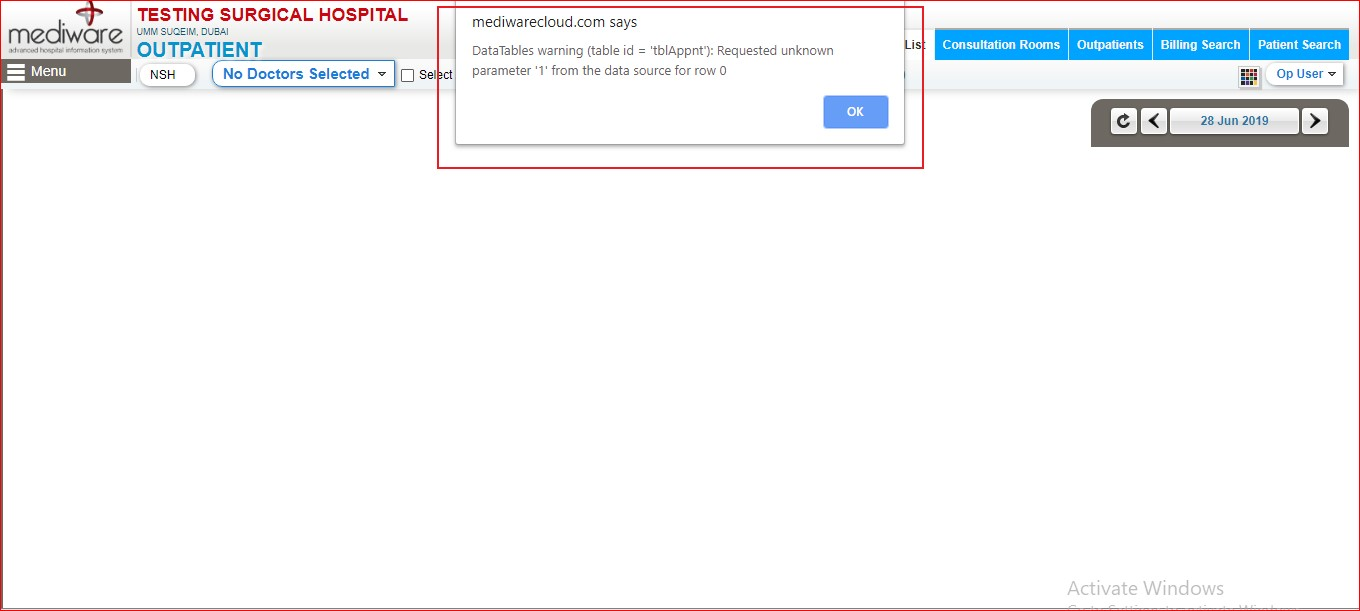 mediware
advanced hospital information system
TESTING SURGICAL HOSPITAL
UMM SUQEIM, DUBAI
OUTPATIENT
Menu
NSH
No Doctors Selected
Select
mediwarecloud.com says
DataTables warning (table id = 'tblAppnt'): Requested unknown
parameter '1' from the data source for row 0
OK
List
Consultation Rooms
Outpatients
Billing Search
Patient Search
Op User
28 Jun 2019
Activate Windows